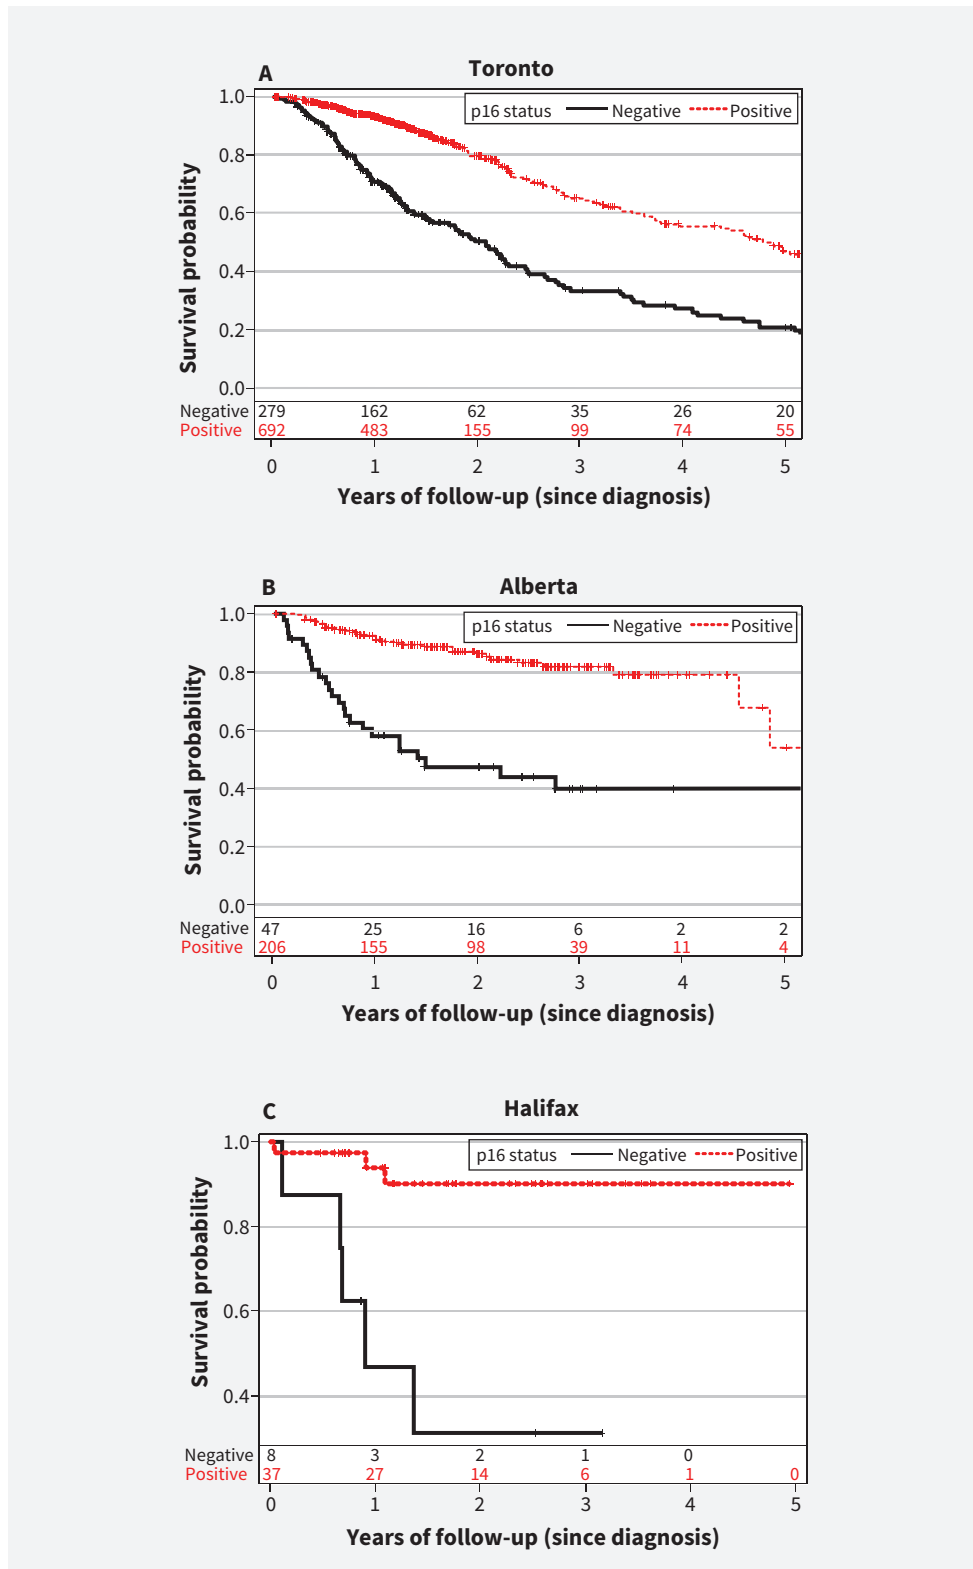 A Toronto
p16 status Negative Positive
Survival probability
1.0
0.8
0.6
0.4
0.2
0.0
Negative 279 162 62 35 26 20
Positive 692 483 155 99 74 55
0 1 2 3 4 5
Years of follow-up (since diagnosis)
B Alberta
p16 status Negative Positive
Survival probability
1.0
0.8
0.6
0.4
0.2
0.0
Negative 47 25 16 6 2 2
Positive 206 155 98 39 11 4
0 1 2 3 4 5
Years of follow-up (since diagnosis)
C Halifax
p16 status Negative Positive
Survival probability
1.0
0.8
0.6
0.4
Negative 8 3 2 1 0
Positive 37 27 14 6 1 0
0 1 2 3 4 5
Years of follow-up (since diagnosis)